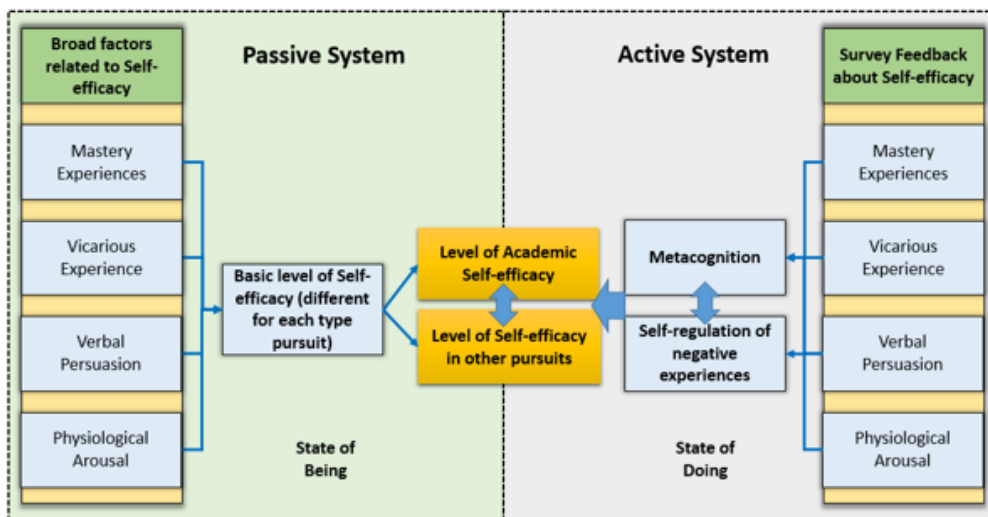 Broad factors
related to Self-
efficacy
Mastery
Experiences
Vicarious
Experience
Verbal
Persuasion
Physiological
Arousal
Passive System
Basic level of Self-
efficacy (different
for each type
pursuit)
State of
Being
Level of Academic
Self-efficacy
Level of Self-efficacy
in other pursuits
Active System
Metacognition
Self-regulation of
negative
experiences
State of
Doing
Survey Feedback
about Self-efficacy
Mastery
Experiences
Vicarious
Experience
Verbal
Persuasion
Physiological
Arousal